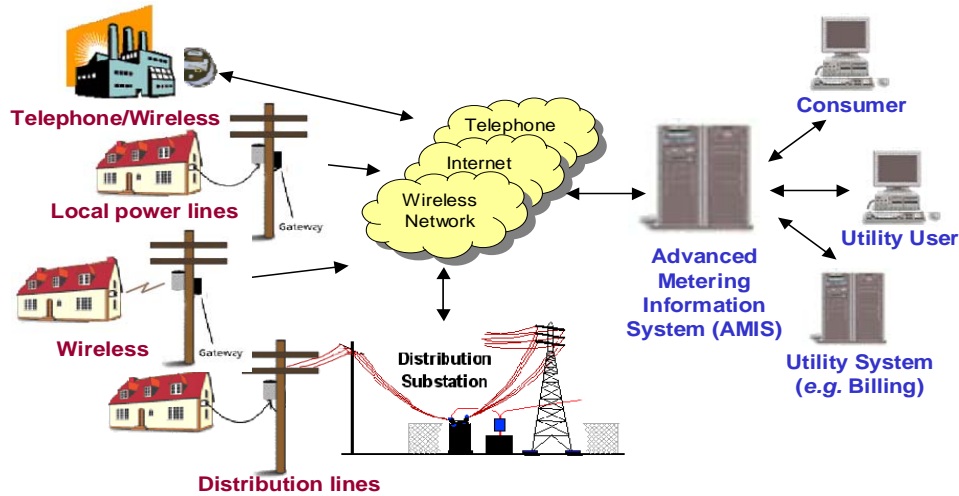 Telephone/Wireless
Local power lines
Gateway
Wireless
Gateway
Distribution lines
Telephone
Internet
Wireless
Network
Distribution
Substation
Advanced
Metering
Information
System (AMIS)
Consumer
Utility User
Utility System
(e.g. Billing)